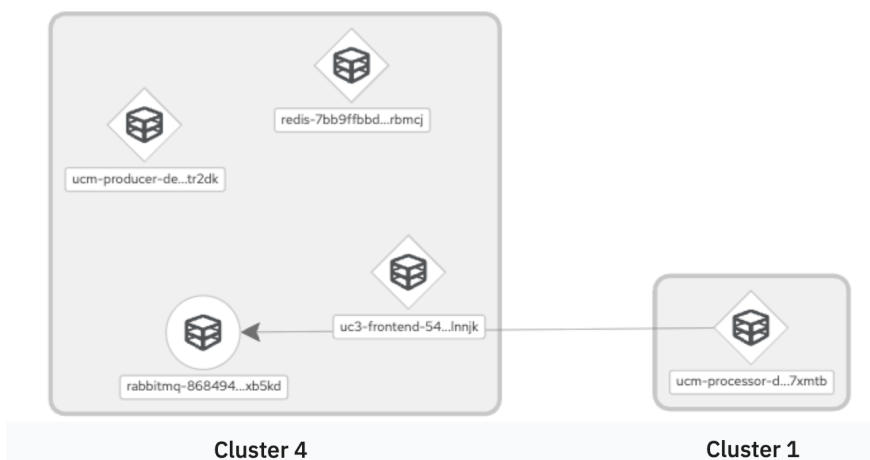 redis-7bb9ffbbd...rbmcj
ucm-producer-de...tr2dk
uc3-frontend-54...lnnjk
rabbitmq-868494...xb5kd
ucm-processor-d...7xmtb
Cluster 4
Cluster 1